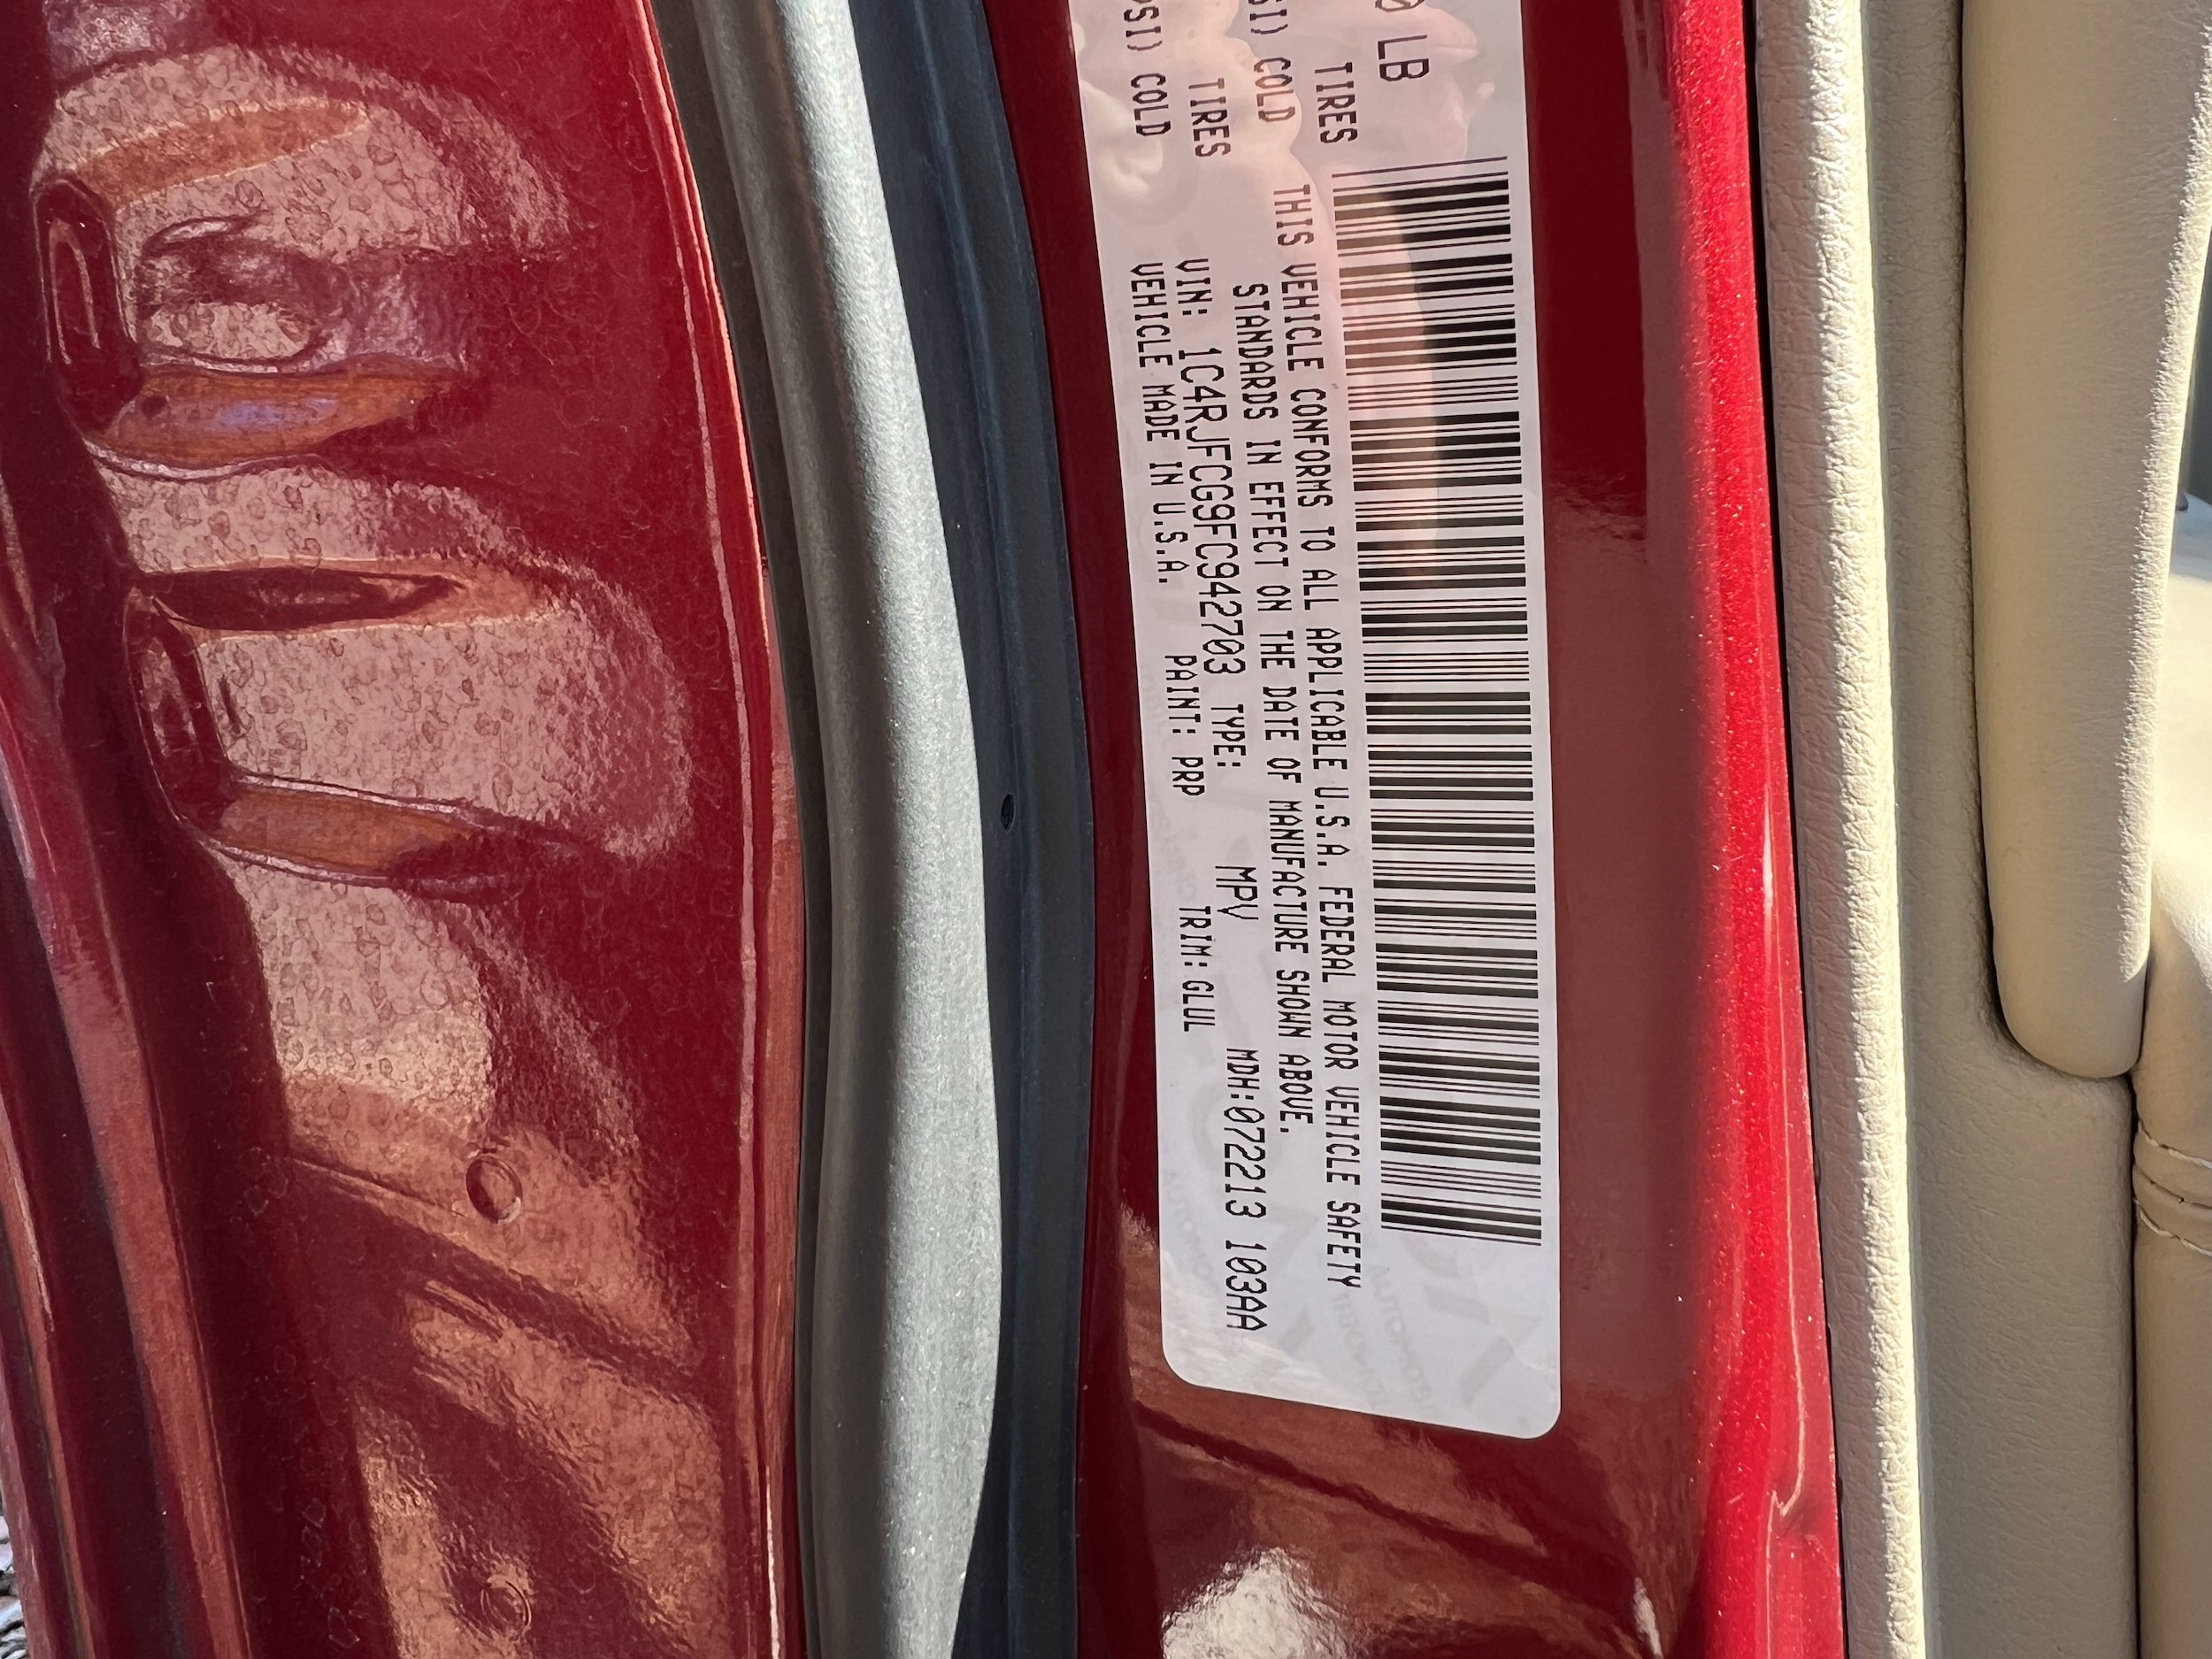 0 LB
TIRES
SI) COLD
TIRES
PSI) COLD
THIS VEHICLE CONFORMS TO ALL APPLICABLE U.S.A. FEDERAL MOTOR VEHICLE SAFETY
STANDARDS IN EFFECT ON THE DATE OF MANUFACTURE SHOWN ABOVE.
VIN: 1C4RJFCG9FC942703 TYPE: MPV MDH:072213 103AA
VEHICLE MADE IN U.S.A. PAINT: PRP TRIM: GLUL